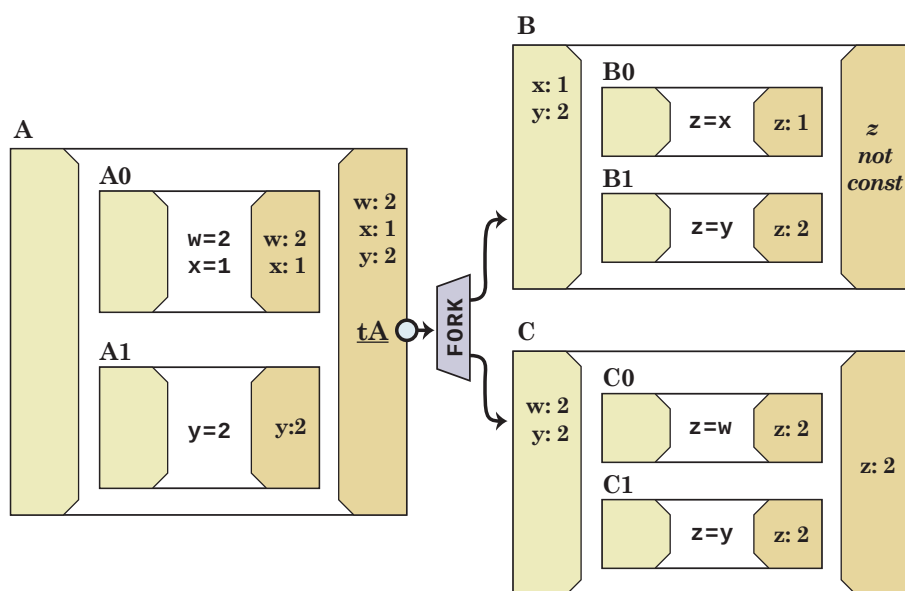 A
A0
w=2
x=1
w: 2
x: 1
w: 2
x: 1
y: 2
tA
A1
y=2
y:2
FORK
B
x: 1
y: 2
B0
z=x
z: 1
B1
z=y
z: 2
z
not
const
C
w: 2
y: 2
C0
z=w
z: 2
C1
z=y
z: 2
z: 2